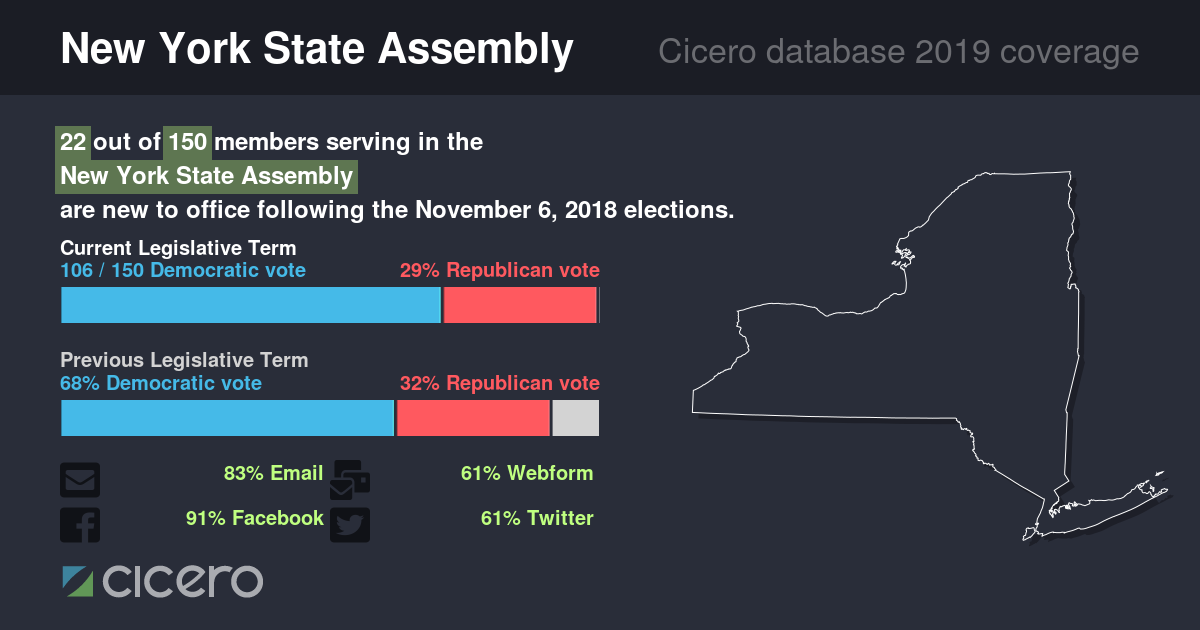 New York State Assembly
Cicero database 2019 coverage
22 out of 150 members serving in the
New York State Assembly
are new to office following the November 6, 2018 elections.
Current Legislative Term
106 / 150 Democratic vote
29% Republican vote
Previous Legislative Term
68% Democratic vote
32% Republican vote
83% Email
61% Webform
91% Facebook
61% Twitter
cicero